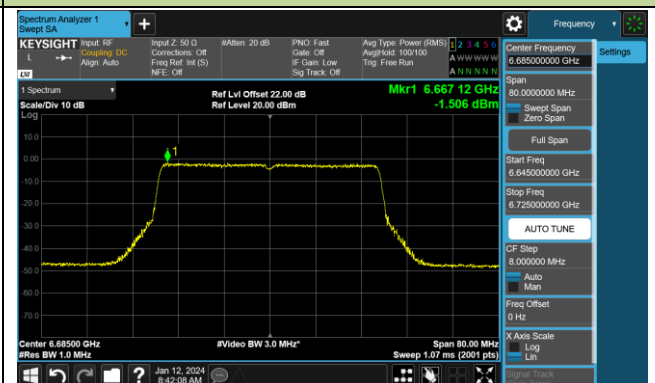 Spectrum Analyzer 1
Swept SA
Frequency
KEYSIGHT
Input: RF
Coupling: DC
Align: Auto
Input Z: 50 Ω
Corrections: Off
Freq Ref: Int (S)
NFE: Off
#Atten: 20 dB
PNO: Fast
Gate: Off
IF Gain: Low
Sig Track: Off
Avg Type: Power (RMS)
Avg|Hold: 100/100
Trig: Free Run
1 2 3 4 5 6
A W W W W W
A N N N N N
L
LXI
1 Spectrum
Scale/Div 10 dB
Log
Ref Lvl Offset 22.00 dB
Ref Level 20.00 dBm
Mkr1 6.667 12 GHz
-1.506 dBm
1
10.0
0.00
-10.0
-20.0
-30.0
-40.0
-50.0
-60.0
-70.0
Center 6.68500 GHz
#Res BW 1.0 MHz
#Video BW 3.0 MHz*
Span 80.00 MHz
Sweep 1.07 ms (2001 pts)
Jan 12, 2024
8:42:08 AM
Center Frequency
6.685000000 GHz
Settings
Span
80.0000000 MHz
Swept Span
Zero Span
Full Span
Start Freq
6.645000000 GHz
Stop Freq
6.725000000 GHz
AUTO TUNE
CF Step
8.000000 MHz
Auto
Man
Freq Offset
0 Hz
X Axis Scale
Log
Lin
Signal Track